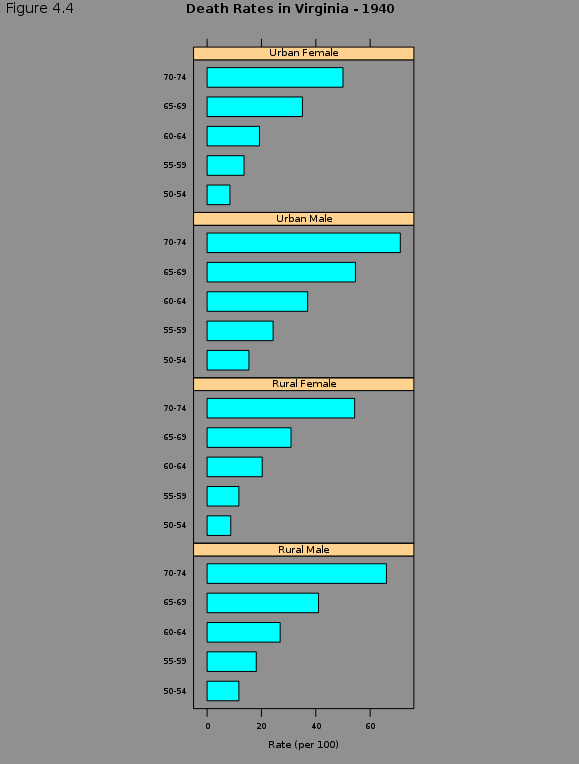 Figure 4.4
Death Rates in Virginia - 1940
Urban Female
70-74
65-69
60-64
55-59
50-54
Urban Male
70-74
65-69
60-64
55-59
50-54
Rural Female
70-74
65-69
60-64
55-59
50-54
Rural Male
70-74
65-69
60-64
55-59
50-54
0 20 40 60
Rate (per 100)